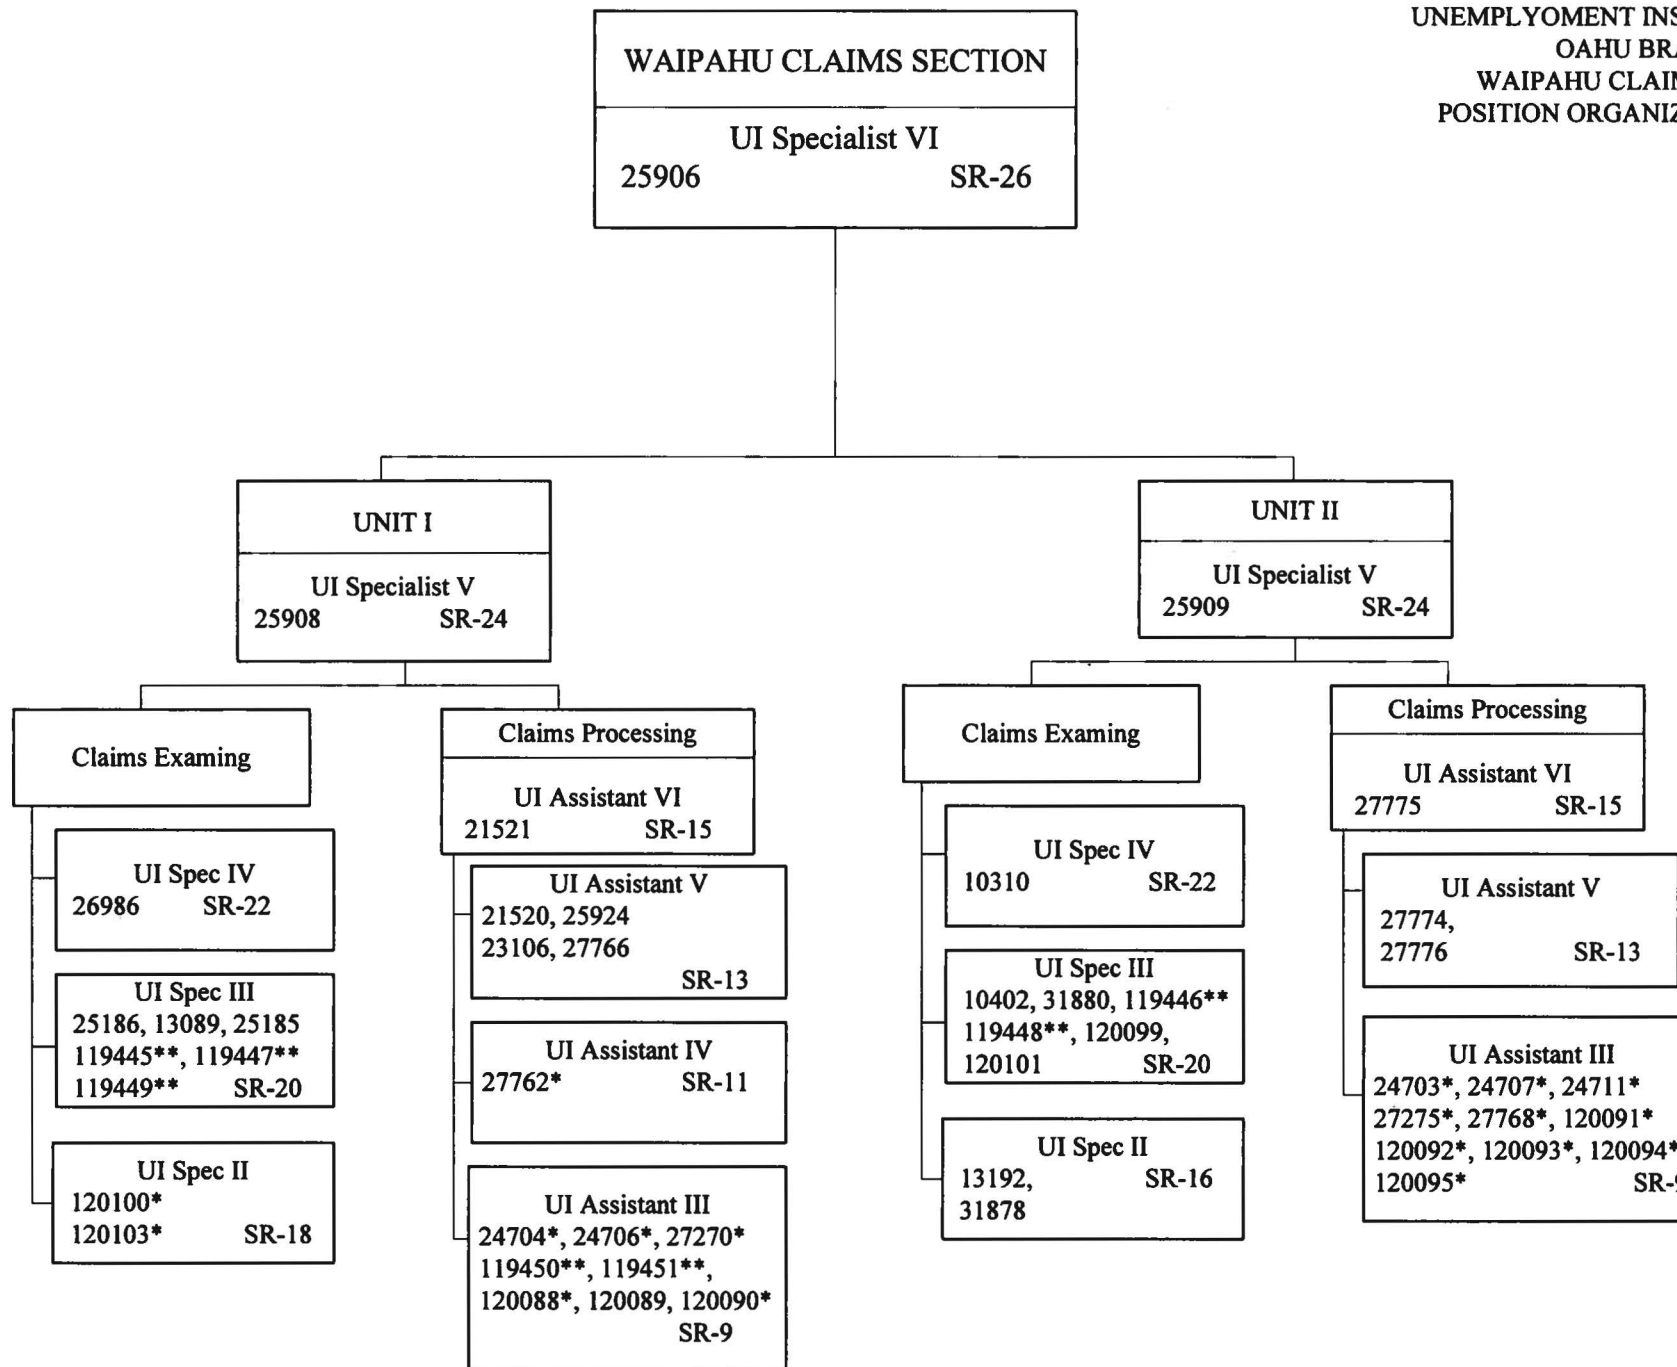 UNEMPLYOMENT INS
OAHU BRA
WAIPAHU CLAIM
POSITION ORGANIZ
WAIPAHU CLAIMS SECTION
UI Specialist VI
25906 SR-26
UNIT I
UI Specialist V
25908 SR-24
Claims Examing
UI Spec IV
26986 SR-22
UI Spec III
25186, 13089, 25185
119445**, 119447**
119449** SR-20
UI Spec II
120100*
120103* SR-18
Claims Processing
UI Assistant VI
21521 SR-15
UI Assistant V
21520, 25924
23106, 27766
SR-13
UI Assistant IV
27762* SR-11
UI Assistant III
24704*, 24706*, 27270*
119450**, 119451**,
120088*, 120089, 120090*
SR-9
UNIT II
UI Specialist V
25909 SR-24
Claims Examing
UI Spec IV
10310 SR-22
UI Spec III
10402, 31880, 119446**
119448**, 120099,
120101 SR-20
UI Spec II
13192, SR-16
31878
Claims Processing
UI Assistant VI
27775 SR-15
UI Assistant V
27774,
27776 SR-13
UI Assistant III
24703*, 24707*, 24711*
27275*, 27768*, 120091*
120092*, 120093*, 120094*
120095* SR-9